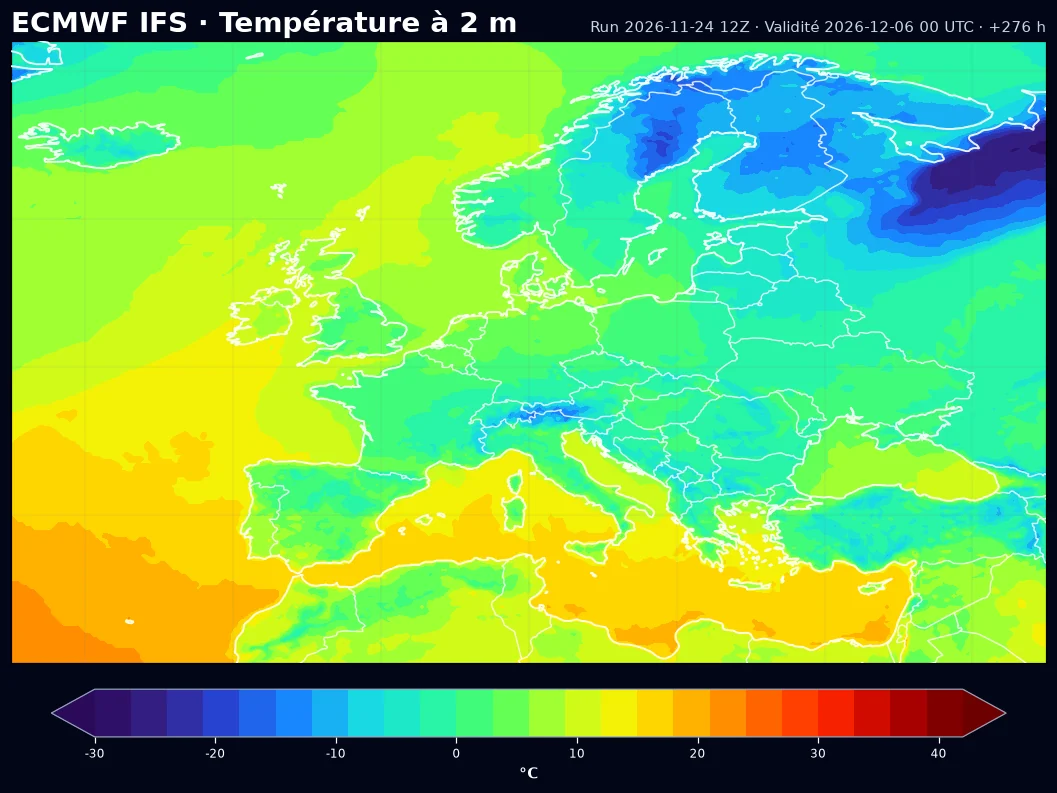 ECMWF IFS · Température à 2 m
Run 2026-11-24 12Z · Validité 2026-12-06 00 UTC · +276 h
-30 -20 -10 0 10 20 30 40
°C